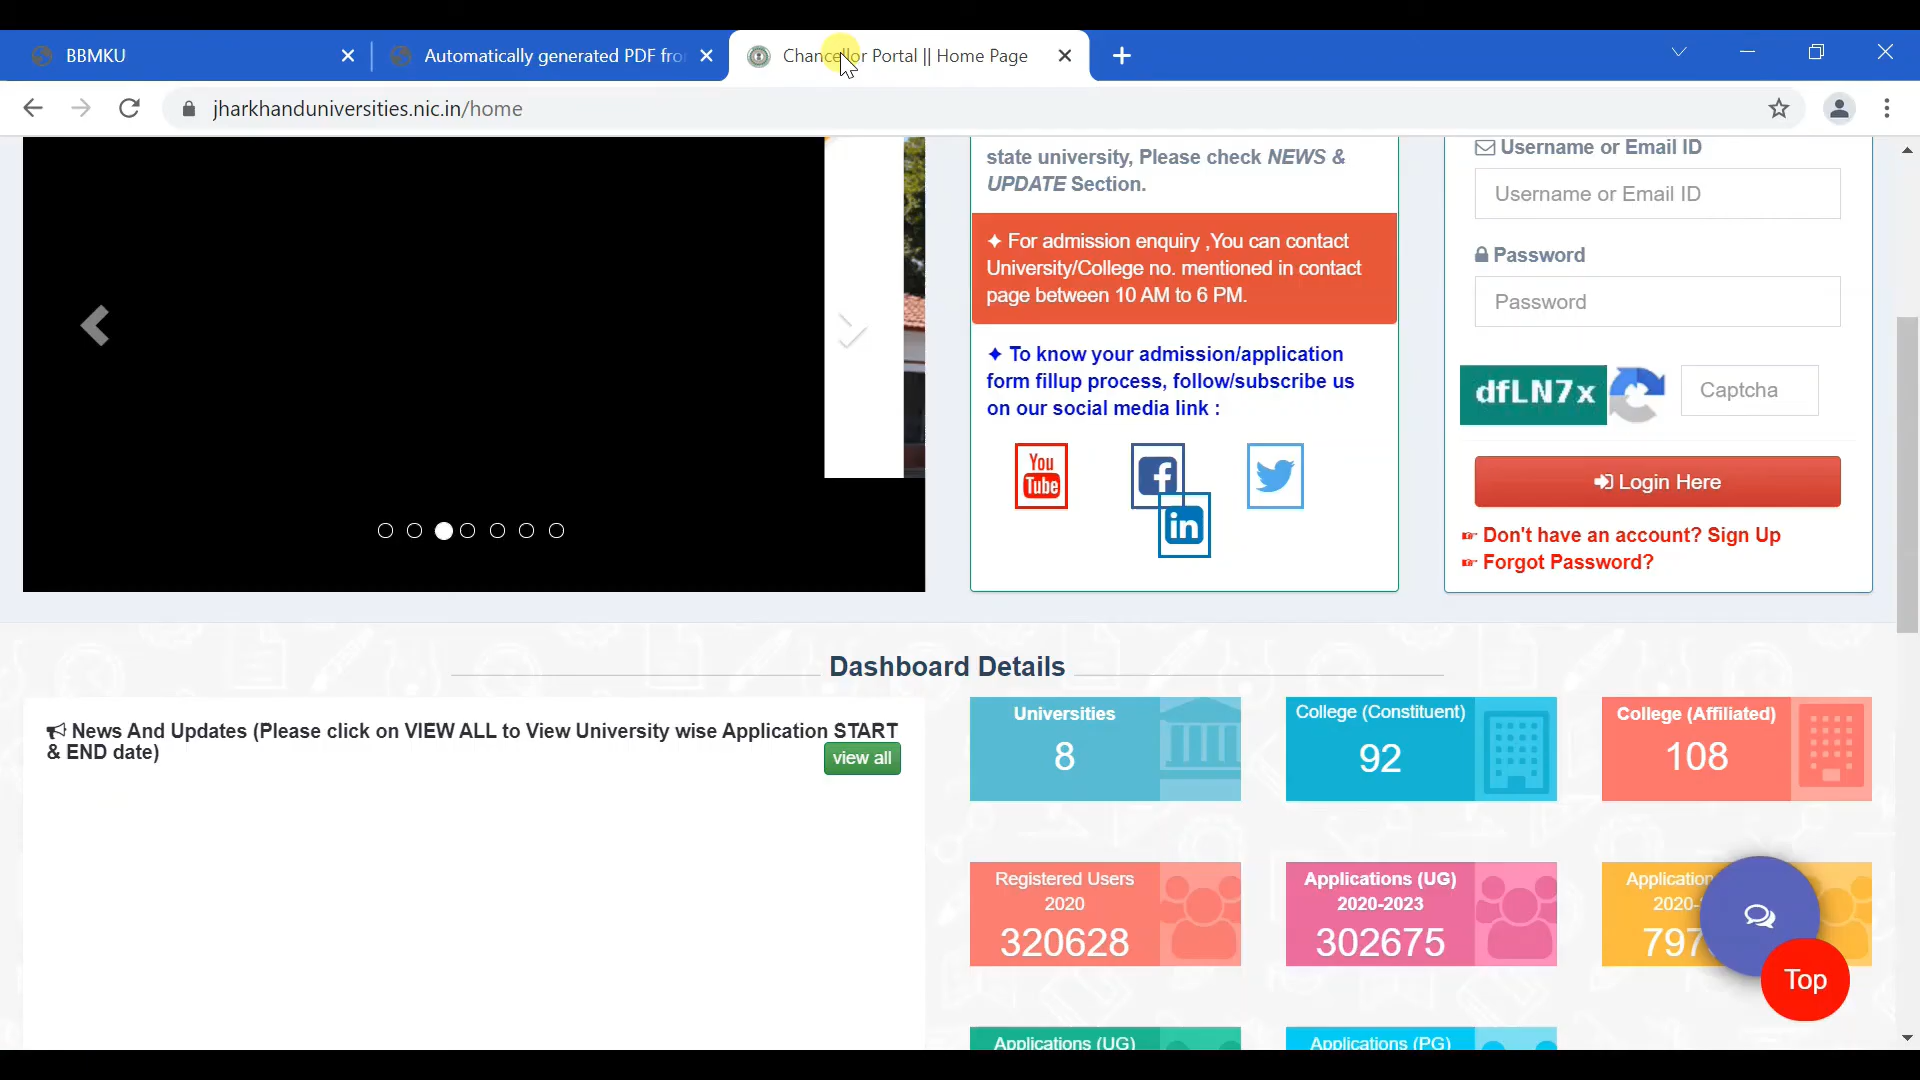 BBMKU
Automatically generated PDF fro
Chancellor Portal || Home Page
jharkhanduniversities.nic.in/home
state university, Please check NEWS &
UPDATE Section.
✦ For admission enquiry ,You can contact
University/College no. mentioned in contact
page between 10 AM to 6 PM.
✦ To know your admission/application
form fillup process, follow/subscribe us
on our social media link :
You
Tube
f
in
Username or Email ID
Username or Email ID
Password
Password
dfLN7x
Captcha
Login Here
Don't have an account? Sign Up
Forgot Password?
Dashboard Details
News And Updates (Please click on VIEW ALL to View University wise Application START
& END date)
view all
Universities
8
College (Constituent)
92
College (Affiliated)
108
Registered Users
2020
320628
Applications (UG)
2020-2023
302675
Application
2020-
797
Top
Applications (UG)
Applications (PG)